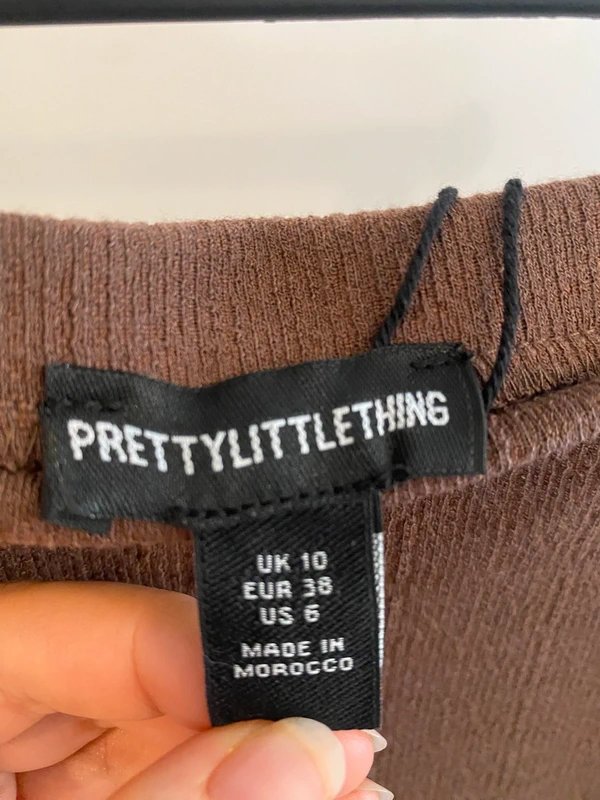 PRETTYLITTLETHING
UK 10
EUR 38
US 6
MADE IN
MOROCCO